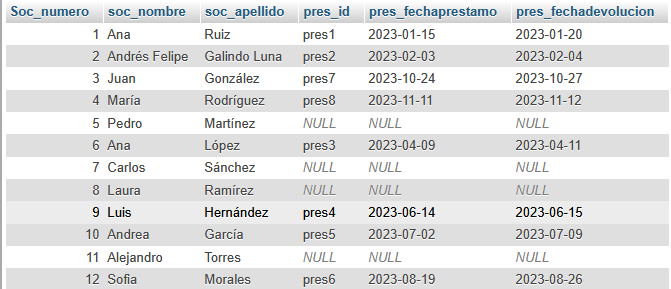 Soc_numero soc_nombre soc_apellido pres_id pres_fechaprestamo pres_fechadevolucion
1 Ana Ruiz pres1 2023-01-15 2023-01-20
2 Andrés Felipe Galindo Luna pres2 2023-02-03 2023-02-04
3 Juan González pres7 2023-10-24 2023-10-27
4 María Rodríguez pres8 2023-11-11 2023-11-12
5 Pedro Martínez NULL NULL NULL
6 Ana López pres3 2023-04-09 2023-04-11
7 Carlos Sánchez NULL NULL NULL
8 Laura Ramírez NULL NULL NULL
9 Luis Hernández pres4 2023-06-14 2023-06-15
10 Andrea García pres5 2023-07-02 2023-07-09
11 Alejandro Torres NULL NULL NULL
12 Sofia Morales pres6 2023-08-19 2023-08-26